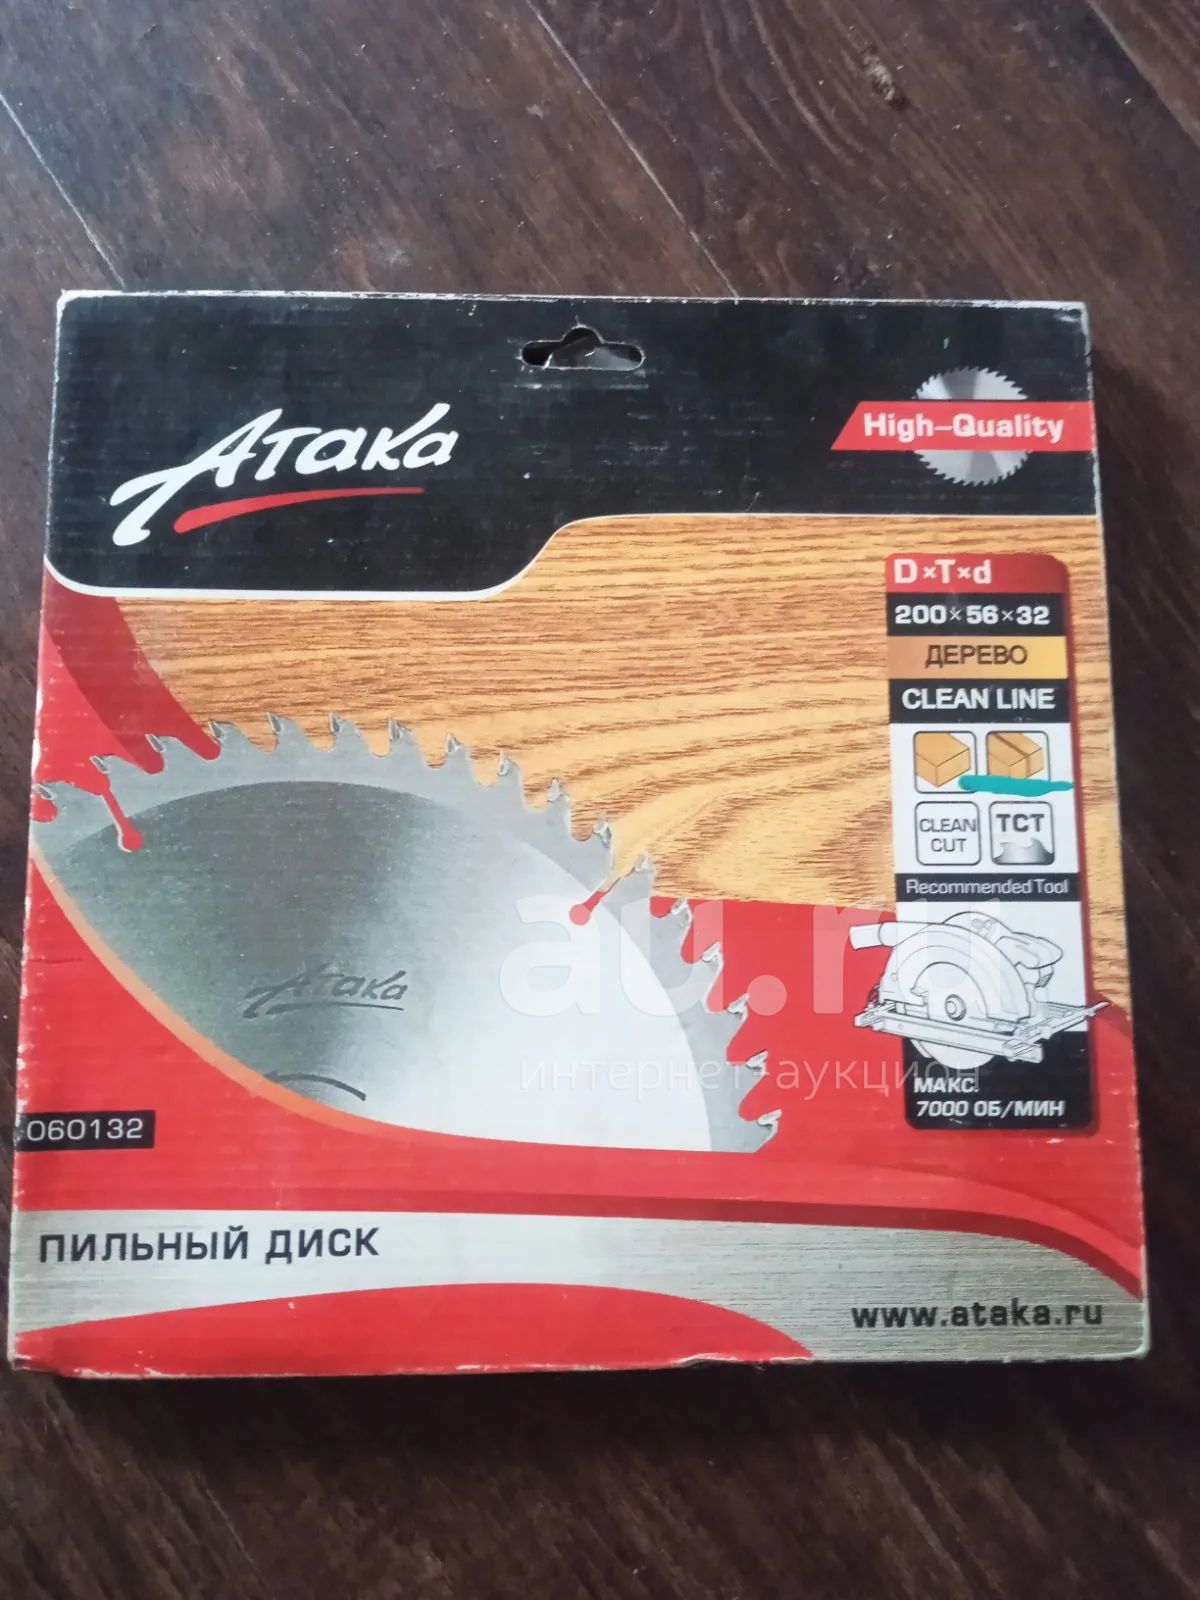 Атака
High-Quality
D×T×d
200×56×32
ДЕРЕВО
CLEAN LINE
CLEAN
CUT
TCT
Recommended Tool
Атака
au.ru
интернет-аукцион
МАКС.
7000 ОБ/МИН
060132
ПИЛЬНЫЙ ДИСК
www.ataka.ru